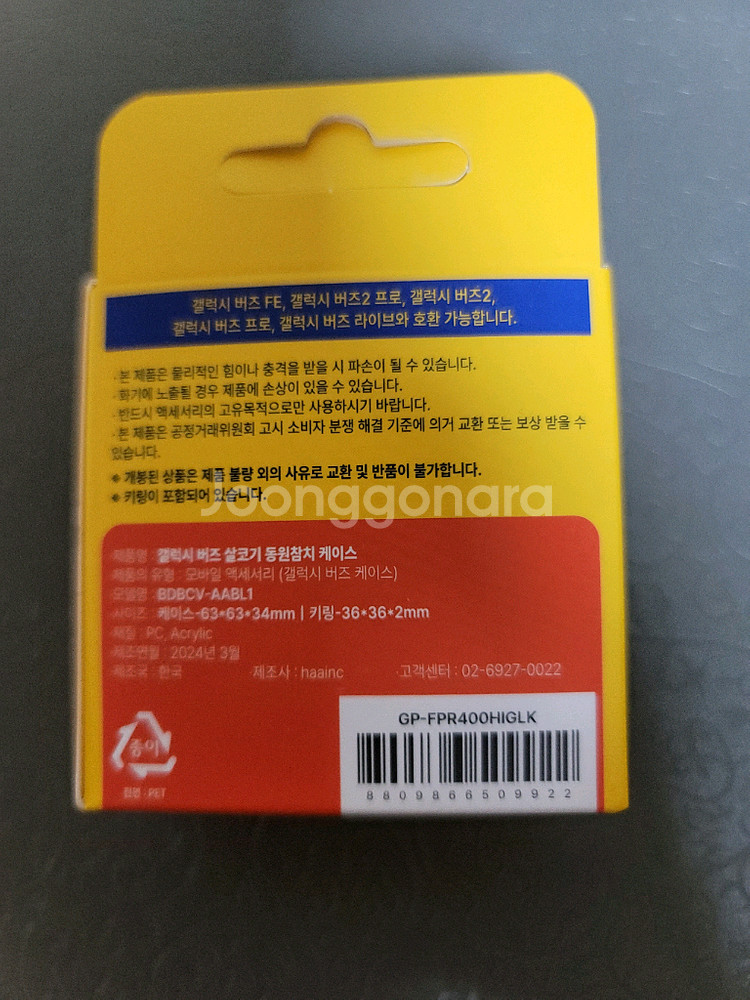 갤럭시 버즈 FE, 갤럭시 버즈2 프로, 갤럭시 버즈2,
갤럭시 버즈 프로, 갤럭시 버즈 라이브와 호환 가능합니다.
·본 제품은 물리적인 힘이나 충격을 받을 시 파손이 될 수 있습니다.
·화기에 노출될 경우 제품에 손상이 있을 수 있습니다.
·반드시 액세서리의 고유목적으로만 사용하시기 바랍니다.
·본 제품은 공정거래위원회 고시 소비자 분쟁 해결 기준에 의거 교환 또는 보상 받을 수
있습니다.
※ 개봉된 상품은 제품 불량 외의 사유로 교환 및 반품이 불가합니다.
※ 키링이 포함되어 있습니다.
Joonggonara
·제품명 : 갤럭시 버즈 살코기 동원참치 케이스
·제품의 유형 : 모바일 액세서리 (갤럭시 버즈 케이스)
·모델명 : BDBCV-AABL1
·사이즈 : 케이스-63*63*34mm | 키링-36*36*2mm
·재질 : PC, Acrylic
·제조연월 : 2024년 3월
·제조국 : 한국 ·제조사 : haainc ·고객센터 : 02-6927-0022
GP-FPR400HIGLK
8809866509922
종이
겉면 : PET